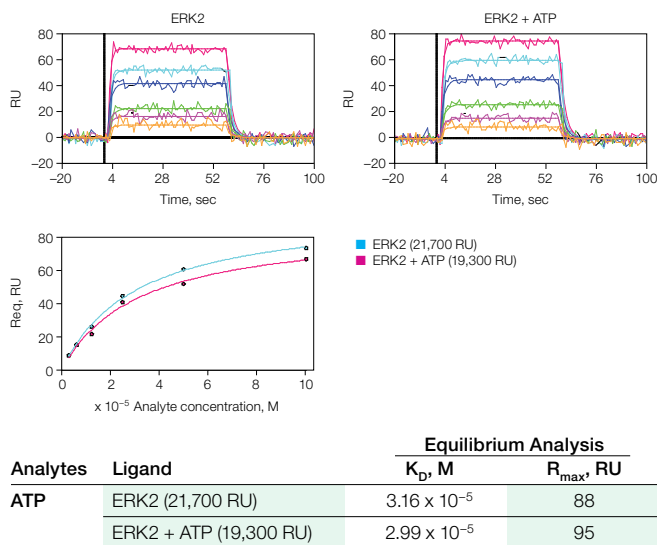 ERK2
ERK2 + ATP
80
60
40
20
0
−20
RU
−20 4 28 52 76 100
Time, sec
80
60
40
20
0
−20
RU
−20 4 28 52 76 100
Time, sec
80
60
40
20
0
Req, RU
0 2 4 6 8 10
x 10⁻⁵ Analyte concentration, M
ERK2 (21,700 RU)
ERK2 + ATP (19,300 RU)
Equilibrium Analysis
Analytes Ligand K_D, M R_max, RU
ATP ERK2 (21,700 RU) 3.16 x 10⁻⁵ 88
ERK2 + ATP (19,300 RU) 2.99 x 10⁻⁵ 95